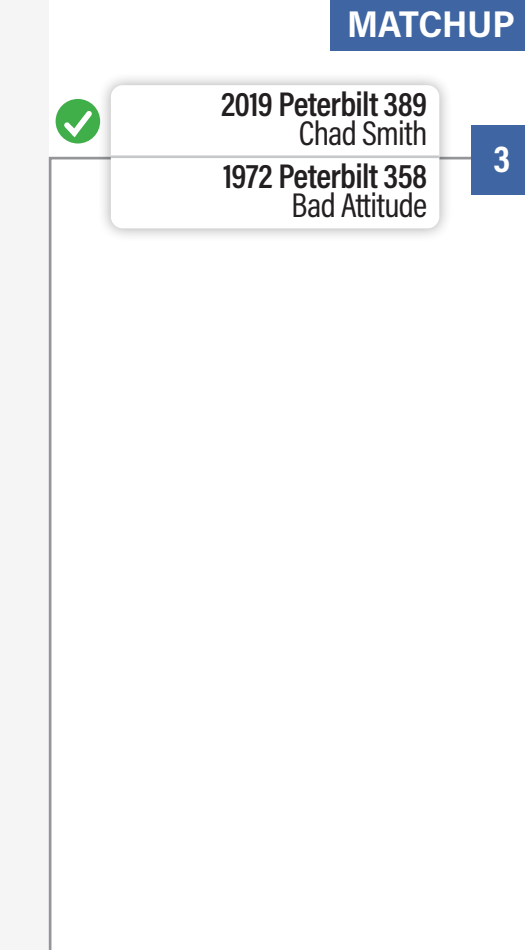 MATCHUP
2019 Peterbilt 389
Chad Smith
3
1972 Peterbilt 358
Bad Attitude